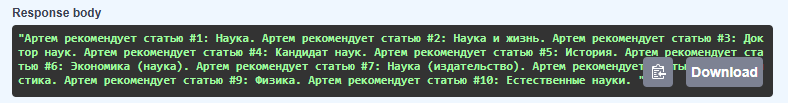 Response body
"Артем рекомендует статью #1: Наука. Артем рекомендует статью #2: Наука и жизнь. Артем рекомендует статью #3: Док
тор наук. Артем рекомендует статью #4: Кандидат наук. Артем рекомендует статью #5: История. Артем рекомендует ста
тью #6: Экономика (наука). Артем рекомендует статью #7: Наука (издательство). Артем рекомендует
стика. Артем рекомендует статью #9: Физика. Артем рекомендует статью #10: Естественные науки. "
Download